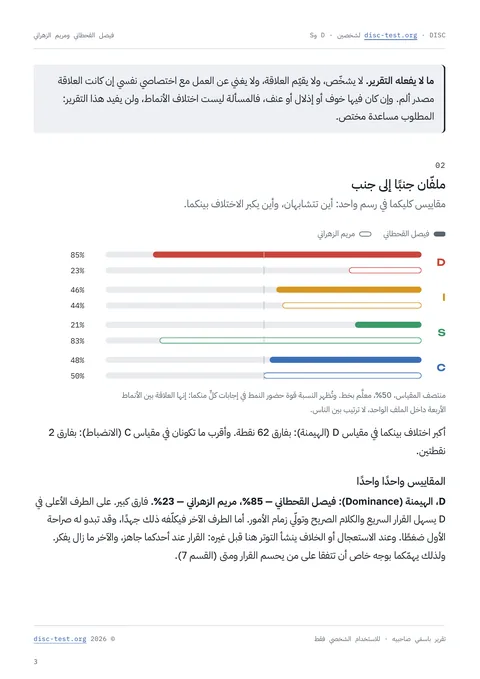 DISC · disc-test.org لشخصين · D وS
فيصل القحطاني ومريم الزهراني
ما لا يفعله التقرير. لا يشخّص، ولا يقيّم العلاقة، ولا يغني عن العمل مع اختصاصي نفسي إن كانت العلاقة
مصدر ألم. وإن كان فيها خوف أو إذلال أو عنف، فالمسألة ليست اختلاف الأنماط، ولن يفيد هذا التقرير:
المطلوب مساعدة مختص.
02
ملفّان جنبًا إلى جنب
مقاييس كليكما في رسم واحد: أين تتشابهان، وأين يكبر الاختلاف بينكما.
فيصل القحطاني مريم الزهراني
D 85%
23%
I 46%
44%
S 21%
83%
C 48%
50%
منتصف المقياس، 50%، معلّم بخط. وتُظهر النسبة قوة حضور النمط في إجابات كلٍّ منكما: إنها العلاقة بين الأنماط
الأربعة داخل الملف الواحد، لا ترتيب بين الناس.
أكبر اختلاف بينكما في مقياس D (الهيمنة): بفارق 62 نقطة. وأقرب ما تكونان في مقياس C (الانضباط): بفارق 2
نقطتين.
المقاييس واحدًا واحدًا
D، الهيمنة (Dominance): فيصل القحطاني — 85%، مريم الزهراني — 23%. فارق كبير. على الطرف الأعلى في
D يسهل القرار السريع والكلام الصريح وتولّي زمام الأمور. أما الطرف الآخر فيكلّفه ذلك جهدًا، وقد تبدو له صراحة
الأول ضغطًا. وعند الاستعجال أو الخلاف ينشأ التوتر هنا قبل غيره: القرار عند أحدكما جاهز، والآخر ما زال يفكر.
ولذلك يهمّكما بوجه خاص أن تتفقا على من يحسم القرار ومتى (القسم 7).
تقرير باسمَي صاحبيه · للاستخدام الشخصي فقط
© 2026 disc-test.org
3